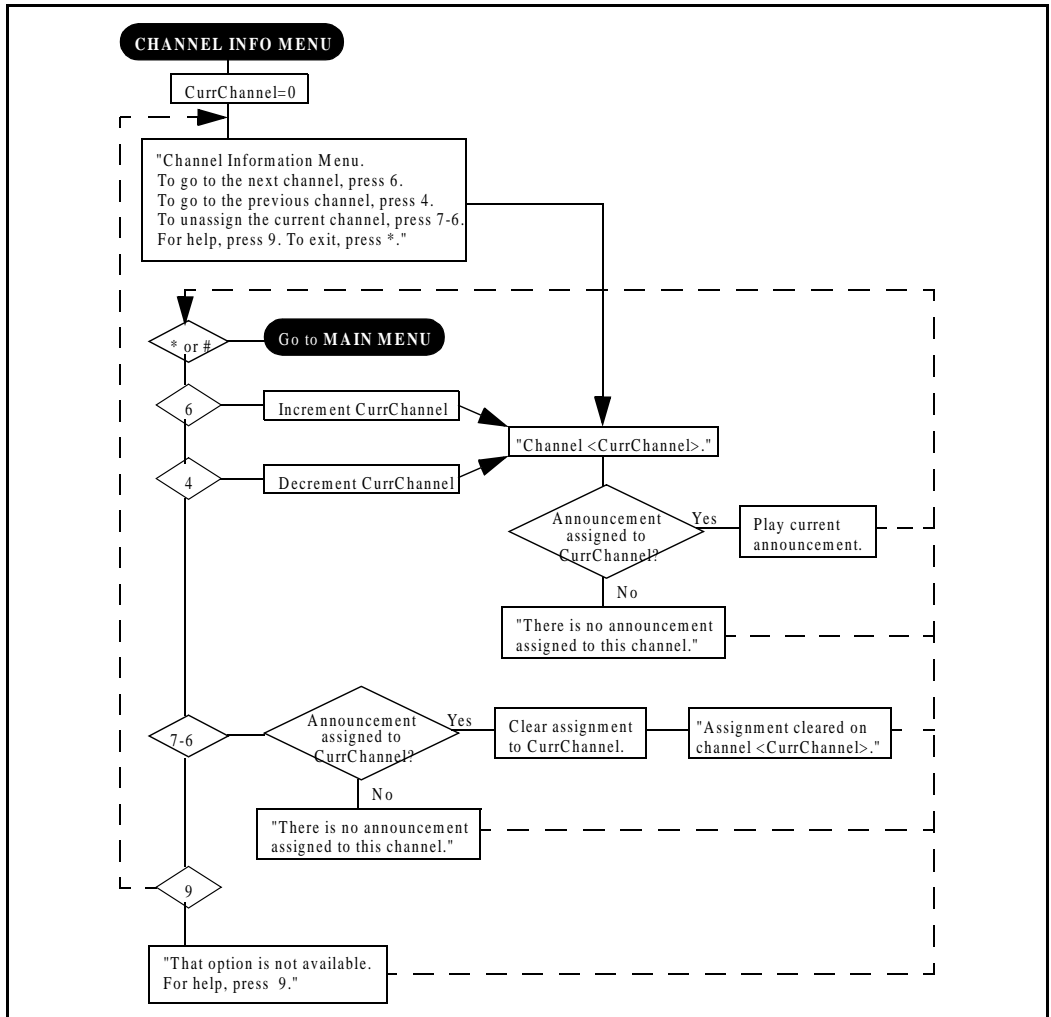 CHANNEL INFO MENU
CurrChannel=0
"Channel Information Menu.
To go to the next channel, press 6.
To go to the previous channel, press 4.
To unassign the current channel, press 7-6.
For help, press 9. To exit, press *."
* or #
Go to MAIN MENU
6
Increment CurrChannel
"Channel <CurrChannel>."
4
Decrement CurrChannel
Announcement
assigned to
CurrChannel?
Yes
Play current
announcement.
No
"There is no announcement
assigned to this channel."
7-6
Announcement
assigned to
CurrChannel?
Yes
Clear assignment
to CurrChannel.
"Assignment cleared on
channel <CurrChannel>."
No
"There is no announcement
assigned to this channel."
9
"That option is not available.
For help, press 9."